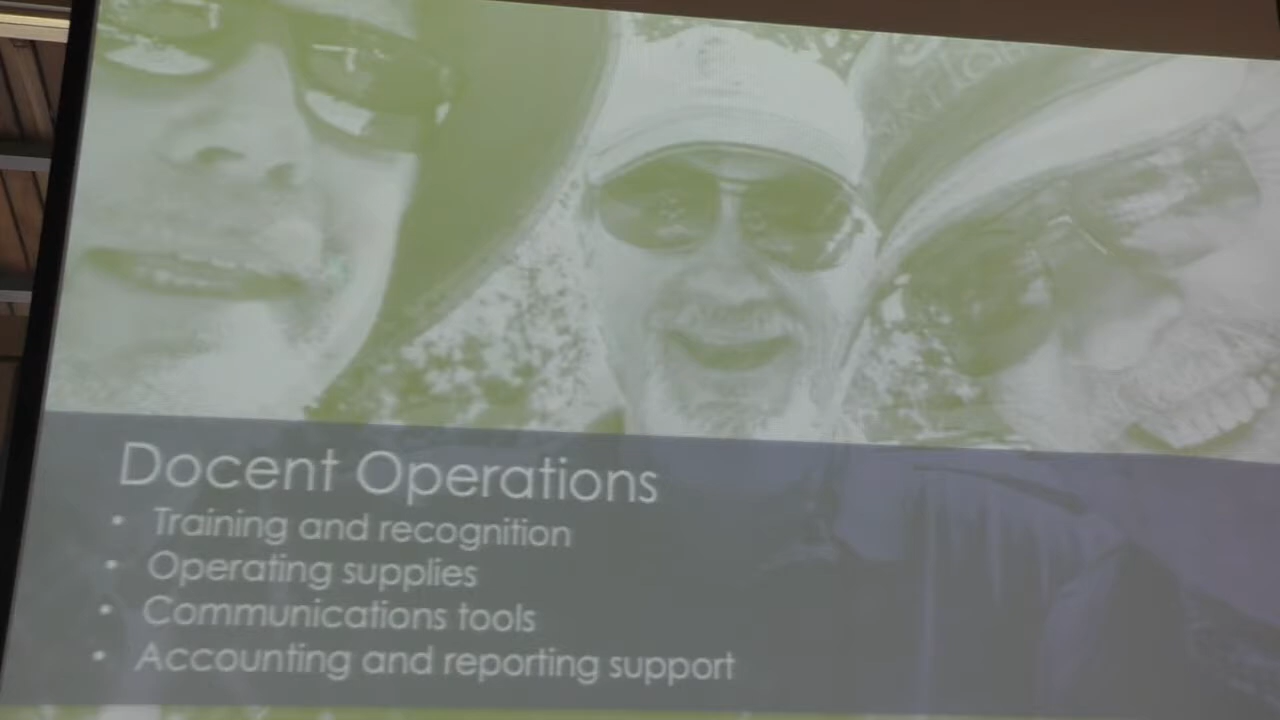 Docent Operations
• Training and recognition
• Operating supplies
• Communications tools
• Accounting and reporting support